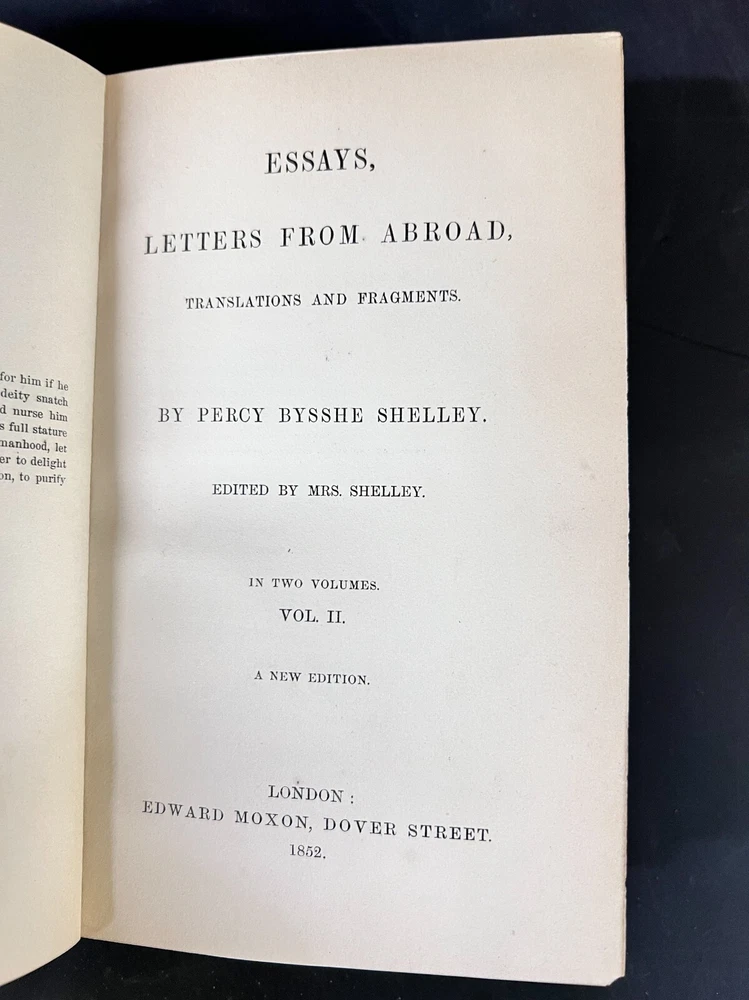 for him if he
deity snatch
d nurse him
s full stature
manhood, let
er to delight
on, to purify
ESSAYS,
LETTERS FROM ABROAD,
TRANSLATIONS AND FRAGMENTS.
BY PERCY BYSSHE SHELLEY.
EDITED BY MRS. SHELLEY.
IN TWO VOLUMES.
VOL. II.
A NEW EDITION.
LONDON :
EDWARD MOXON, DOVER STREET.
1852.